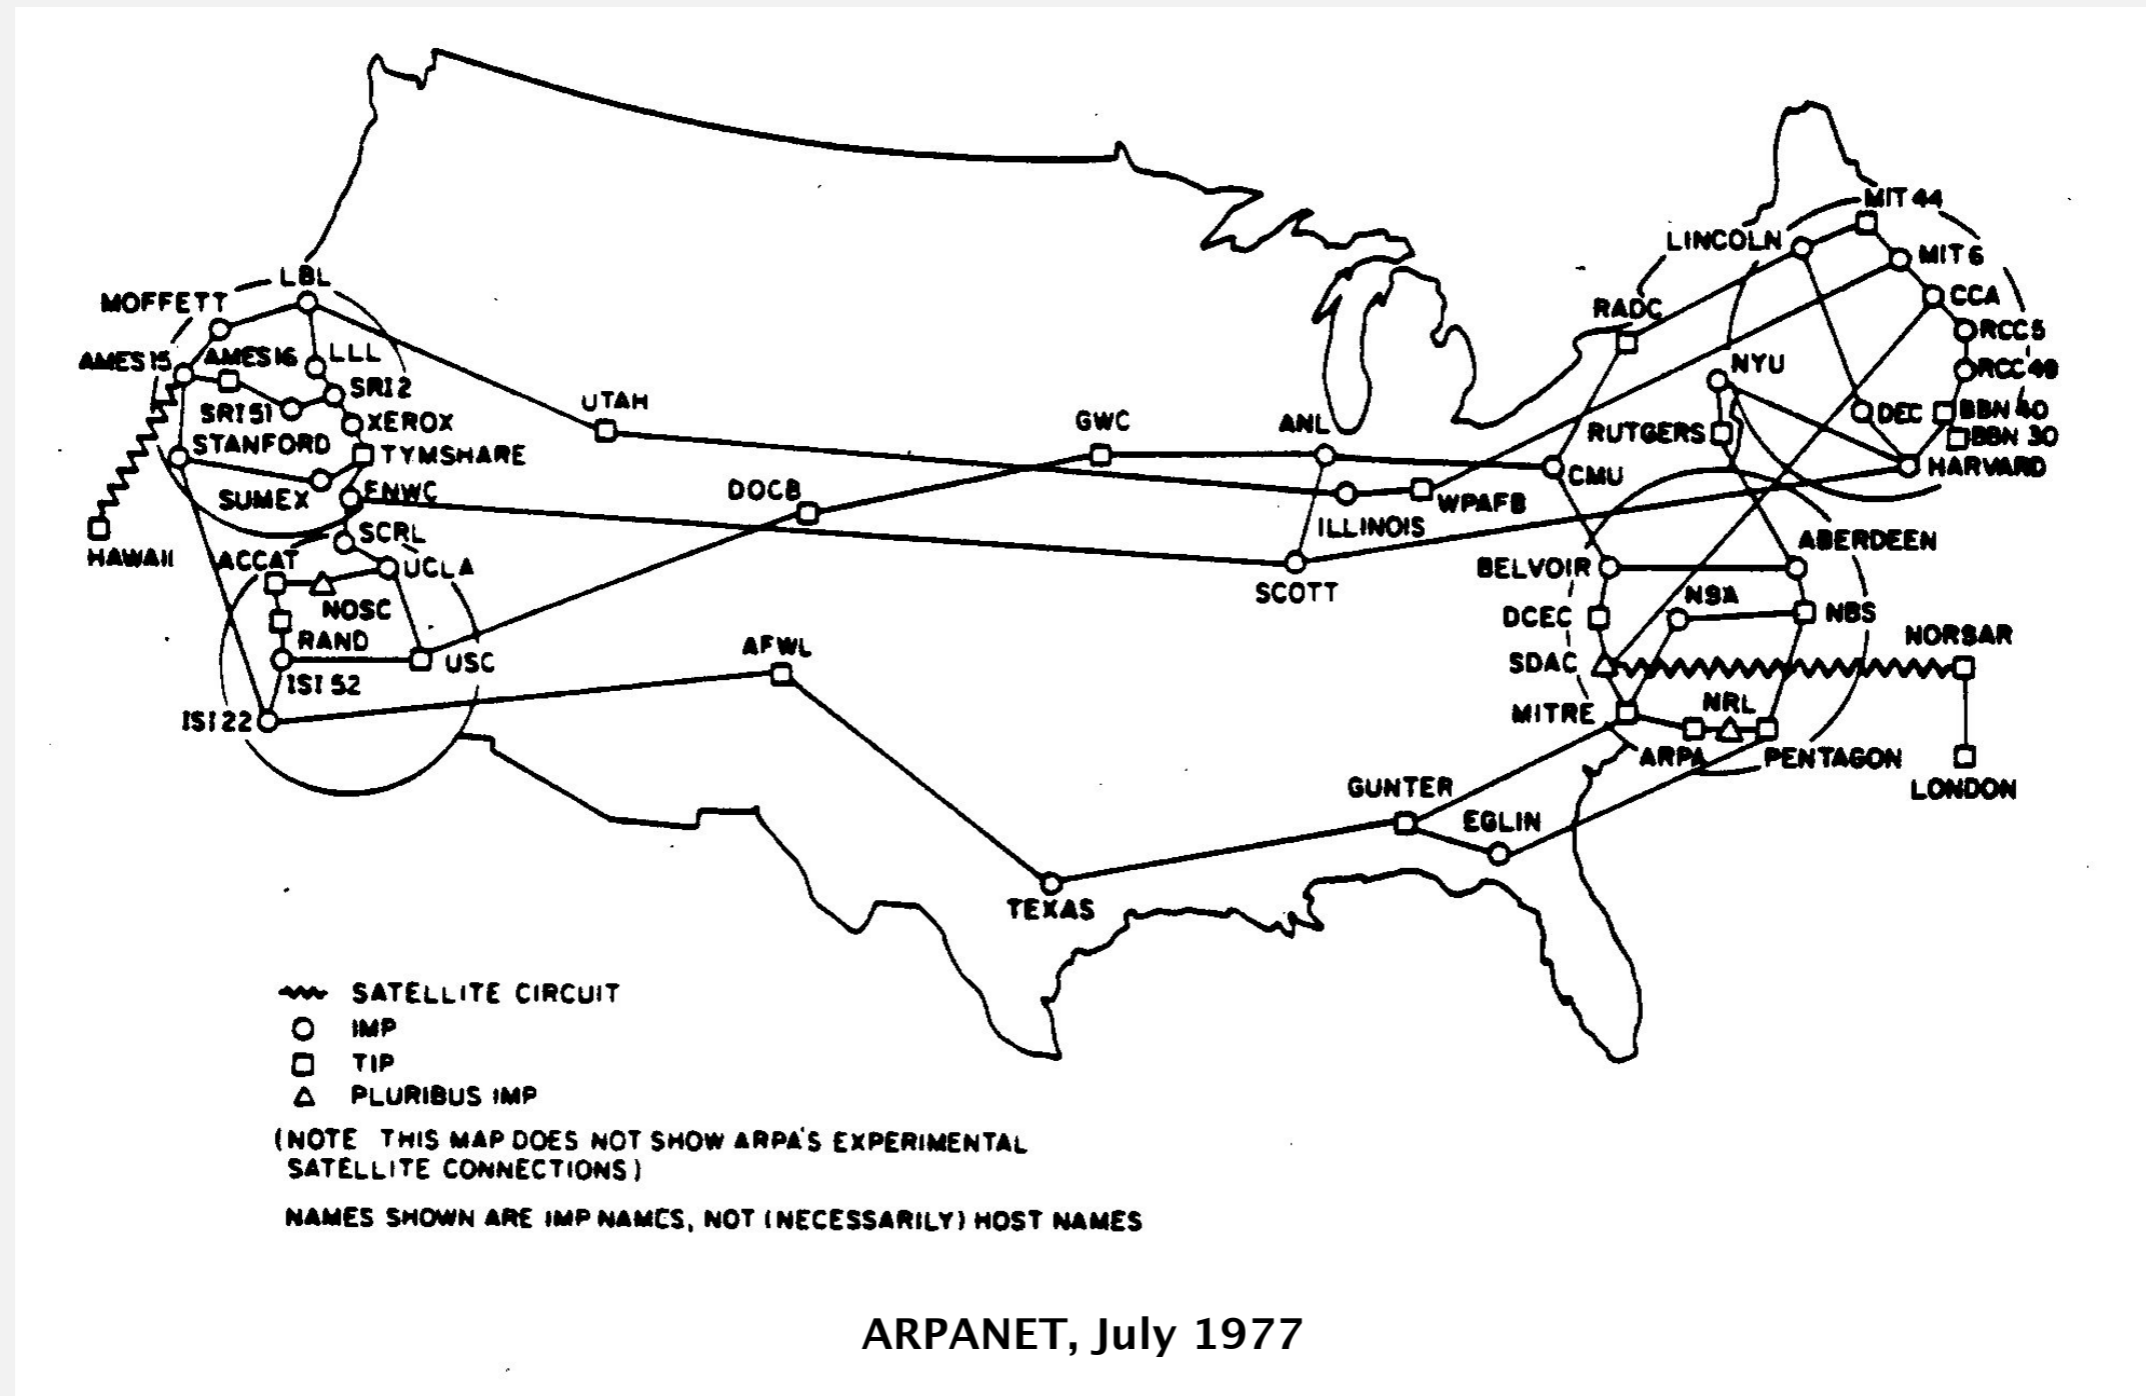 MIT 44
LINCOLN
MIT 6
LBL
CCA
MOFFETT
RADC
RCC 5
AMES 15
AMES 16
LLL
NYU
RCC 49
SRI 2
UTAH
SRI 51
XEROX
GWC
ANL
DEC
BBN 40
RUTGERS
BBN 30
STANFORD
TYMSHARE
CMU
HARVARD
SUMEX
FNWC
DOCB
WPAFB
ILLINOIS
SCRL
ABERDEEN
HAWAII
ACCAT
UCLA
BELVOIR
SCOTT
NOSC
NSA
DCEC
NBS
RAND
NORSAR
AFWL
USC
SDAC
ISI 52
NRL
ISI 22
MITRE
ARPA
PENTAGON
GUNTER
LONDON
EGLIN
TEXAS
SATELLITE CIRCUIT
IMP
TIP
PLURIBUS IMP
(NOTE THIS MAP DOES NOT SHOW ARPA'S EXPERIMENTAL
SATELLITE CONNECTIONS)
NAMES SHOWN ARE IMP NAMES, NOT (NECESSARILY) HOST NAMES
ARPANET, July 1977